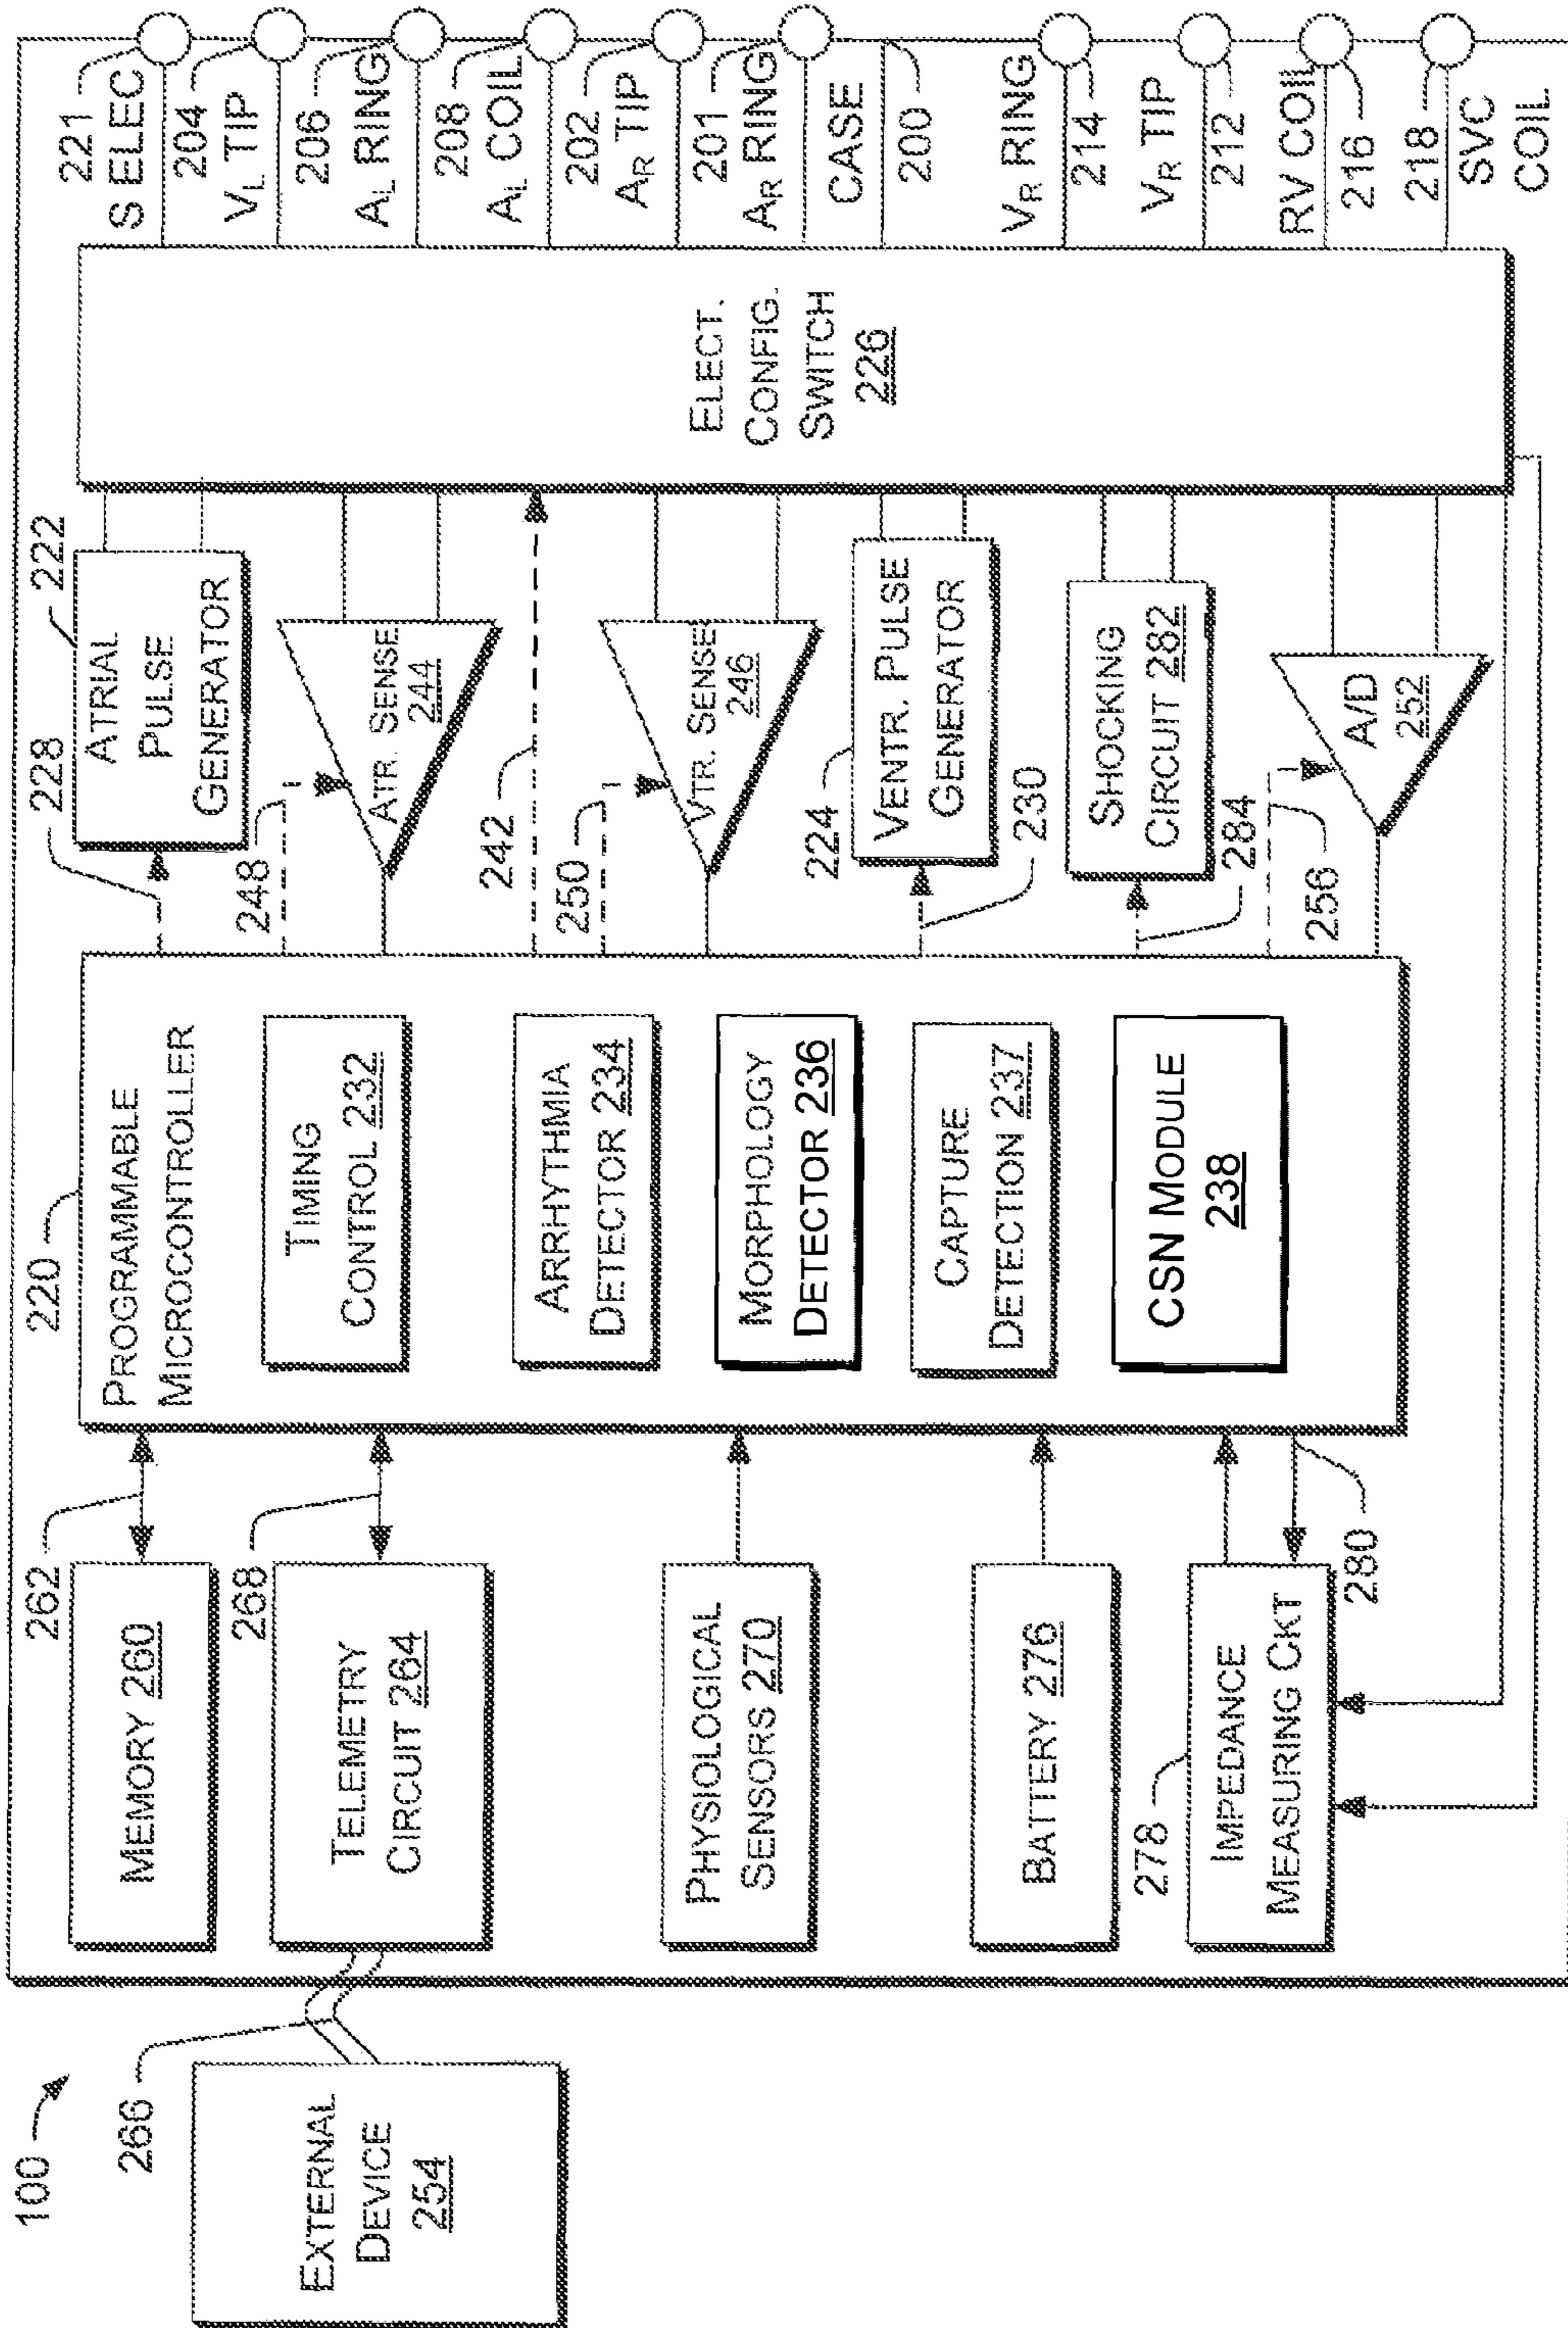 100
266
EXTERNAL
DEVICE
254
262
MEMORY 260
268
TELEMETRY
CIRCUIT 264
PHYSIOLOGICAL
SENSORS 270
BATTERY 276
278
IMPEDANCE
MEASURING CKT
280
220
PROGRAMMABLE
MICROCONTROLLER
TIMING
CONTROL 232
ARRHYTHMIA
DETECTOR 234
MORPHOLOGY
DETECTOR 236
CAPTURE
DETECTION 237
CSN MODULE
238
228
222
ATRIAL
PULSE
GENERATOR
248
ATR. SENSE
244
242
250
VTR. SENSE
246
224
VENTR. PULSE
GENERATOR
230
SHOCKING
CIRCUIT 282
284
256
A/D
252
ELECT.
CONFIG.
SWITCH
226
221
S ELEC
204
VL TIP
206
AL RING
208
AL COIL
202
AR TIP
201
AR RING
CASE
200
VR RING
214
VR TIP
212
RV COIL
216
218
SVC
COIL